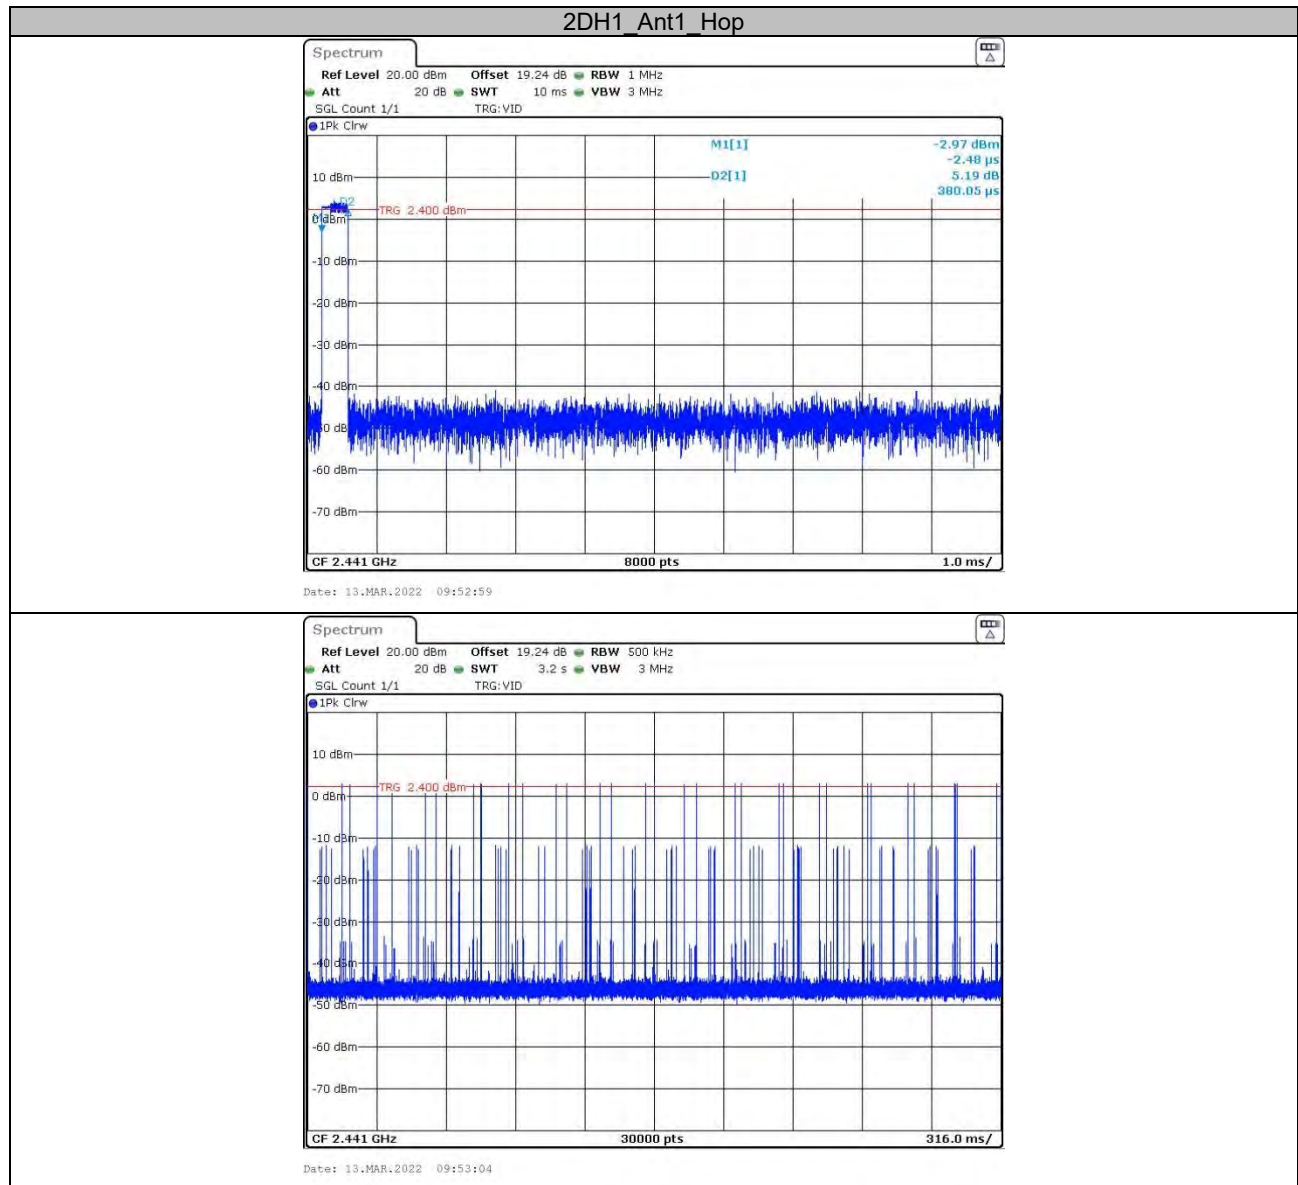 2DH1_Ant1_Hop
Spectrum
Ref Level 20.00 dBm Offset 19.24 dB RBW 1 MHz
Att 20 dB SWT 10 ms VBW 3 MHz
SGL Count 1/1 TRG:VID
1Pk Clrw
M1[1] -2.97 dBm
-2.48 µs
10 dBm D2[1] 5.19 dB
380.05 µs
D2
TRG 2.400 dBm
0 dBm
-10 dBm
-20 dBm
-30 dBm
-40 dBm
-60 dBm
-70 dBm
CF 2.441 GHz 8000 pts 1.0 ms/
Date: 13.MAR.2022 09:52:59
Spectrum
Ref Level 20.00 dBm Offset 19.24 dB RBW 500 kHz
Att 20 dB SWT 3.2 s VBW 3 MHz
SGL Count 1/1 TRG:VID
1Pk Clrw
10 dBm
TRG 2.400 dBm
0 dBm
-10 dBm
-20 dBm
-30 dBm
-40 dBm
-50 dBm
-60 dBm
-70 dBm
CF 2.441 GHz 30000 pts 316.0 ms/
Date: 13.MAR.2022 09:53:04